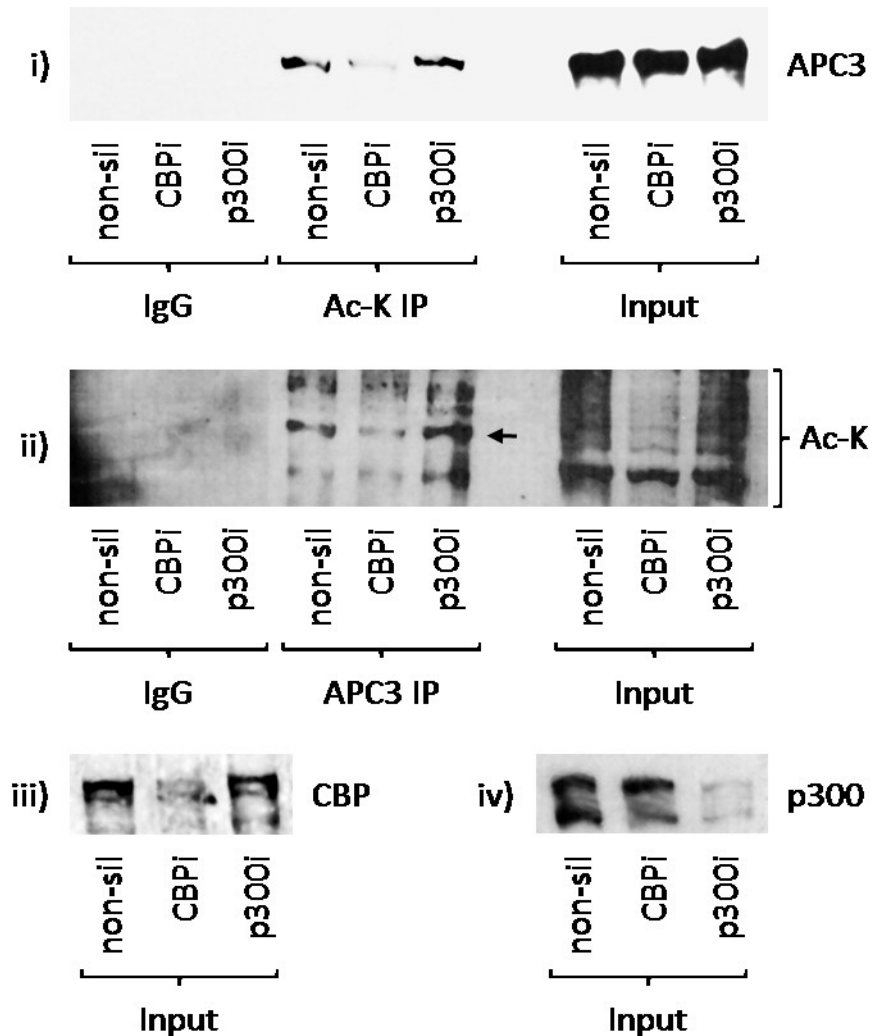 i) APC3
non-sil CBPi p300i non-sil CBPi p300i non-sil CBPi p300i
IgG Ac-K IP Input
ii) Ac-K
non-sil CBPi p300i non-sil CBPi p300i non-sil CBPi p300i
IgG APC3 IP Input
iii) CBP iv) p300
non-sil CBPi p300i non-sil CBPi p300i
Input Input